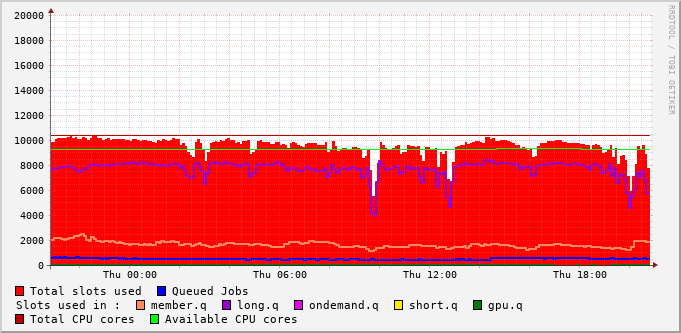 20000
18000
16000
14000
12000
10000
8000
6000
4000
2000
0
Thu 00:00 Thu 06:00 Thu 12:00 Thu 18:00
Total slots used Queued Jobs
Slots used in : member.q long.q ondemand.q short.q gpu.q
Total CPU cores Available CPU cores
RRDTOOL / TOBI OETIKER